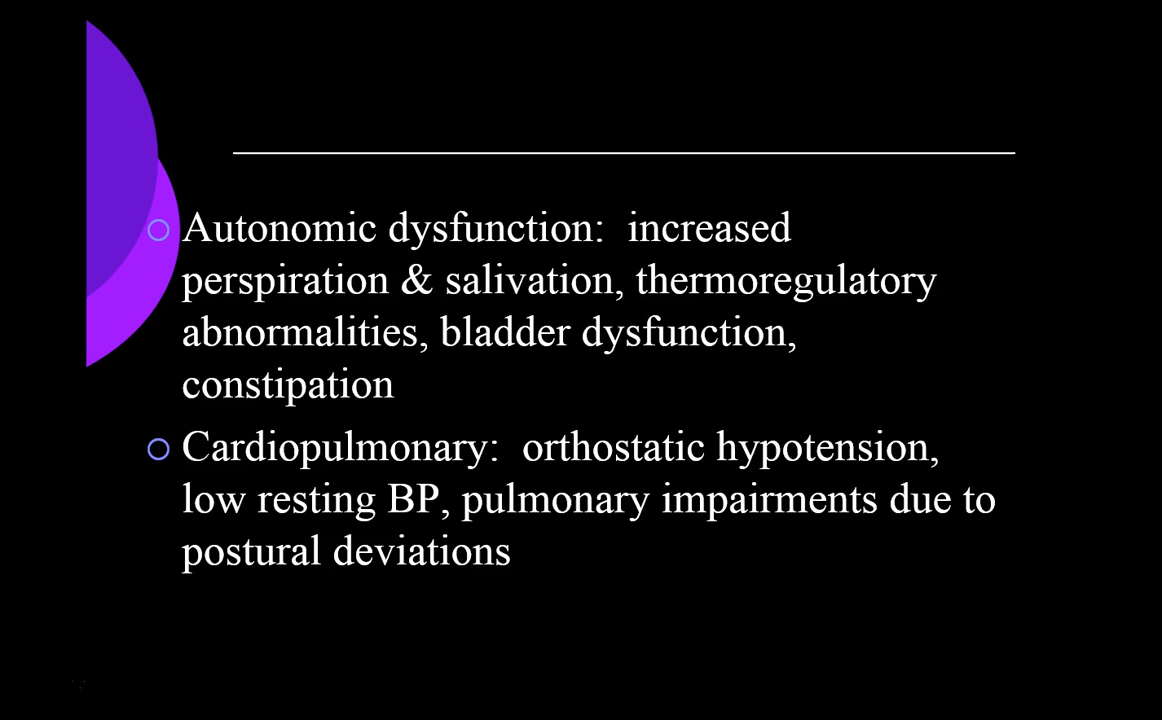 Autonomic dysfunction: increased
perspiration & salivation, thermoregulatory
abnormalities, bladder dysfunction,
constipation
Cardiopulmonary: orthostatic hypotension,
low resting BP, pulmonary impairments due to
postural deviations